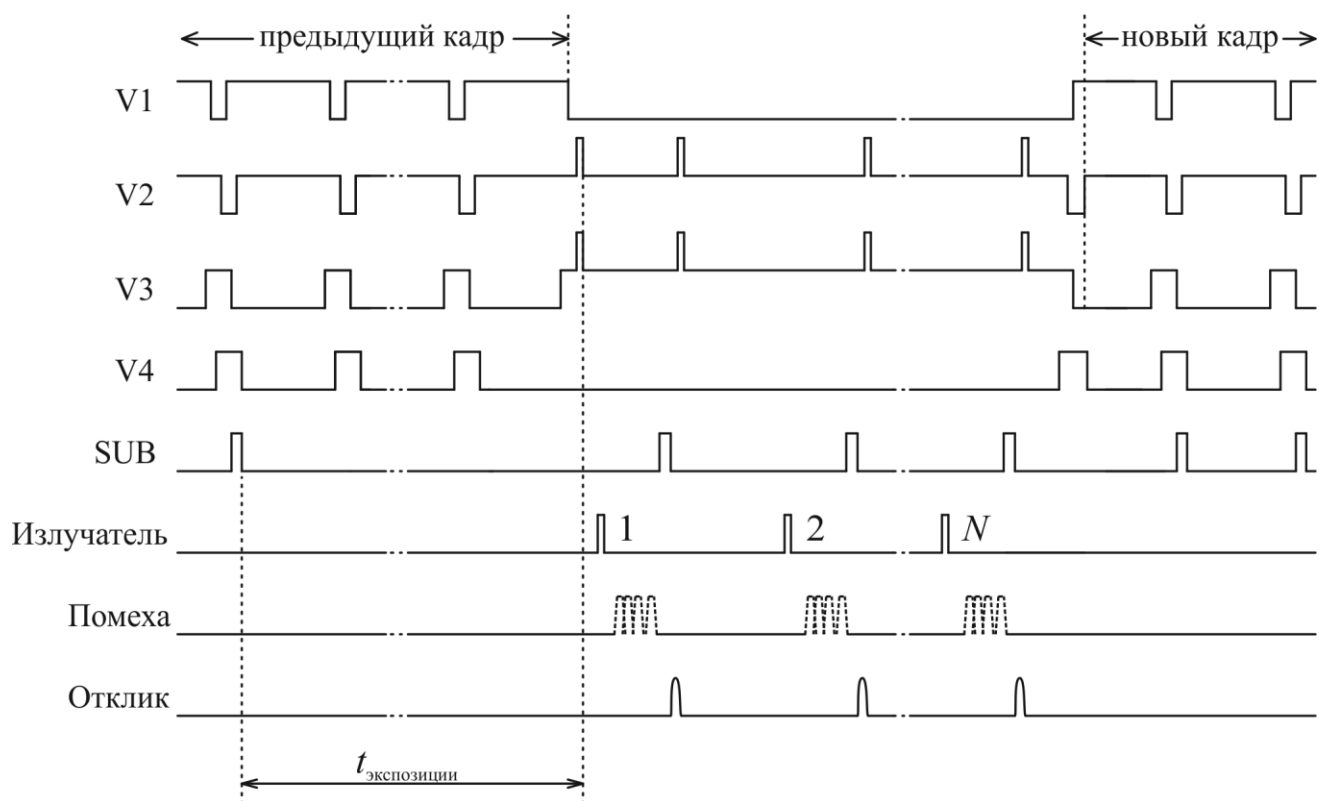 предыдущий кадр
новый кадр
V1
V2
V3
V4
SUB
Излучатель
1
2
N
Помеха
Отклик
tэкспозиции